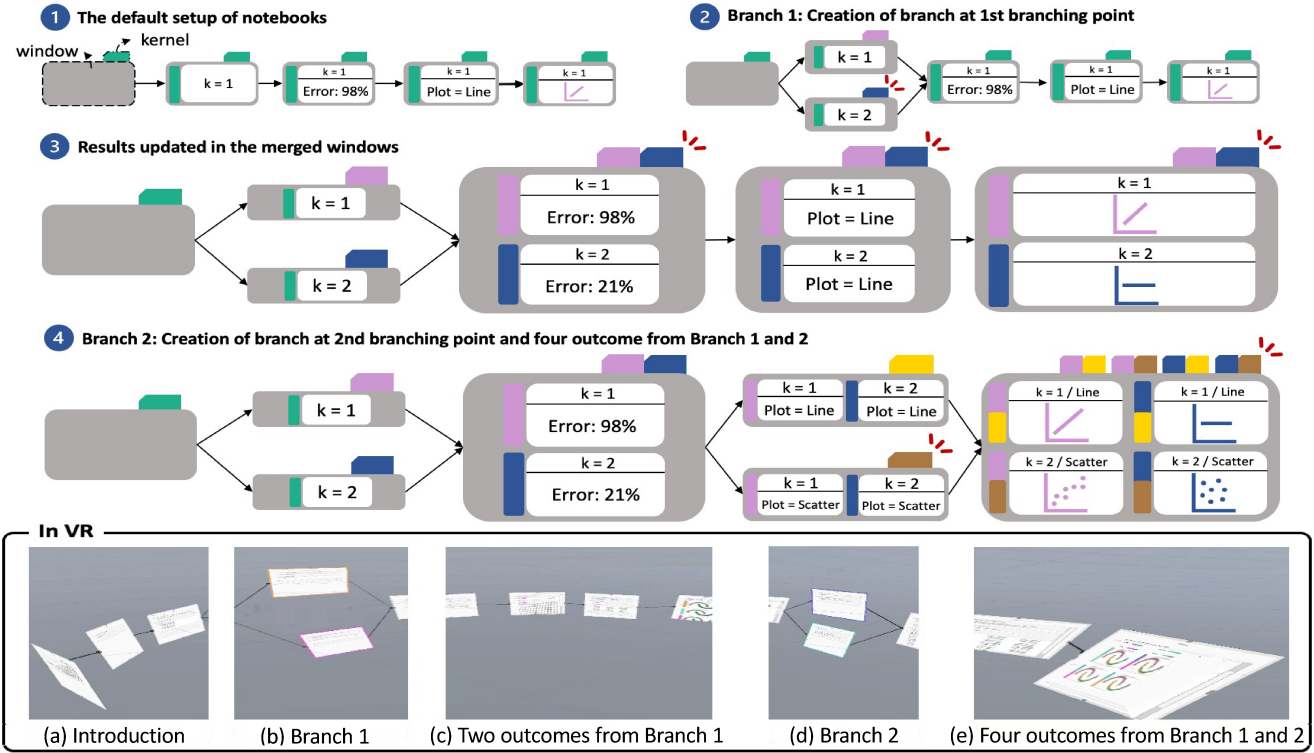 1 The default setup of notebooks
window
kernel
k = 1
k = 1
Error: 98%
k = 1
Plot = Line
k = 1
2 Branch 1: Creation of branch at 1st branching point
k = 1
k = 2
k = 1
Error: 98%
k = 1
Plot = Line
k = 1
3 Results updated in the merged windows
k = 1
k = 2
k = 1
Error: 98%
k = 2
Error: 21%
k = 1
Plot = Line
k = 2
Plot = Line
k = 1
k = 2
4 Branch 2: Creation of branch at 2nd branching point and four outcome from Branch 1 and 2
k = 1
k = 2
k = 1
Error: 98%
k = 2
Error: 21%
k = 1
Plot = Line
k = 2
Plot = Line
k = 1
Plot = Scatter
k = 2
Plot = Scatter
k = 1 / Line
k = 1 / Line
k = 2 / Scatter
k = 2 / Scatter
In VR
(a) Introduction
(b) Branch 1
(c) Two outcomes from Branch 1
(d) Branch 2
(e) Four outcomes from Branch 1 and 2